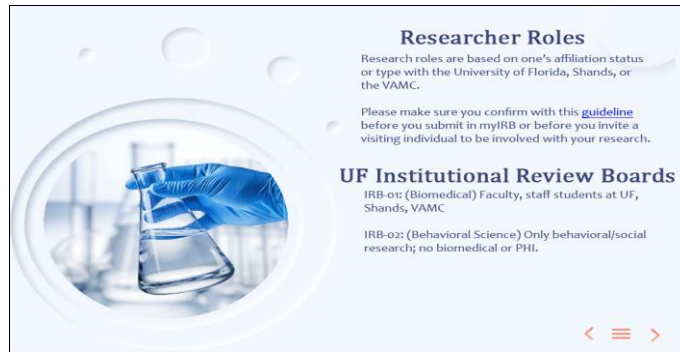 Researcher Roles
Research roles are based on one’s affiliation status
or type with the University of Florida, Shands, or
the VAMC.
Please make sure you confirm with this guideline
before you submit in myIRB or before you invite a
visiting individual to be involved with your research.
UF Institutional Review Boards
IRB-01: (Biomedical) Faculty, staff students at UF,
Shands, VAMC
IRB-02: (Behavioral Science) Only behavioral/social
research; no biomedical or PHI.